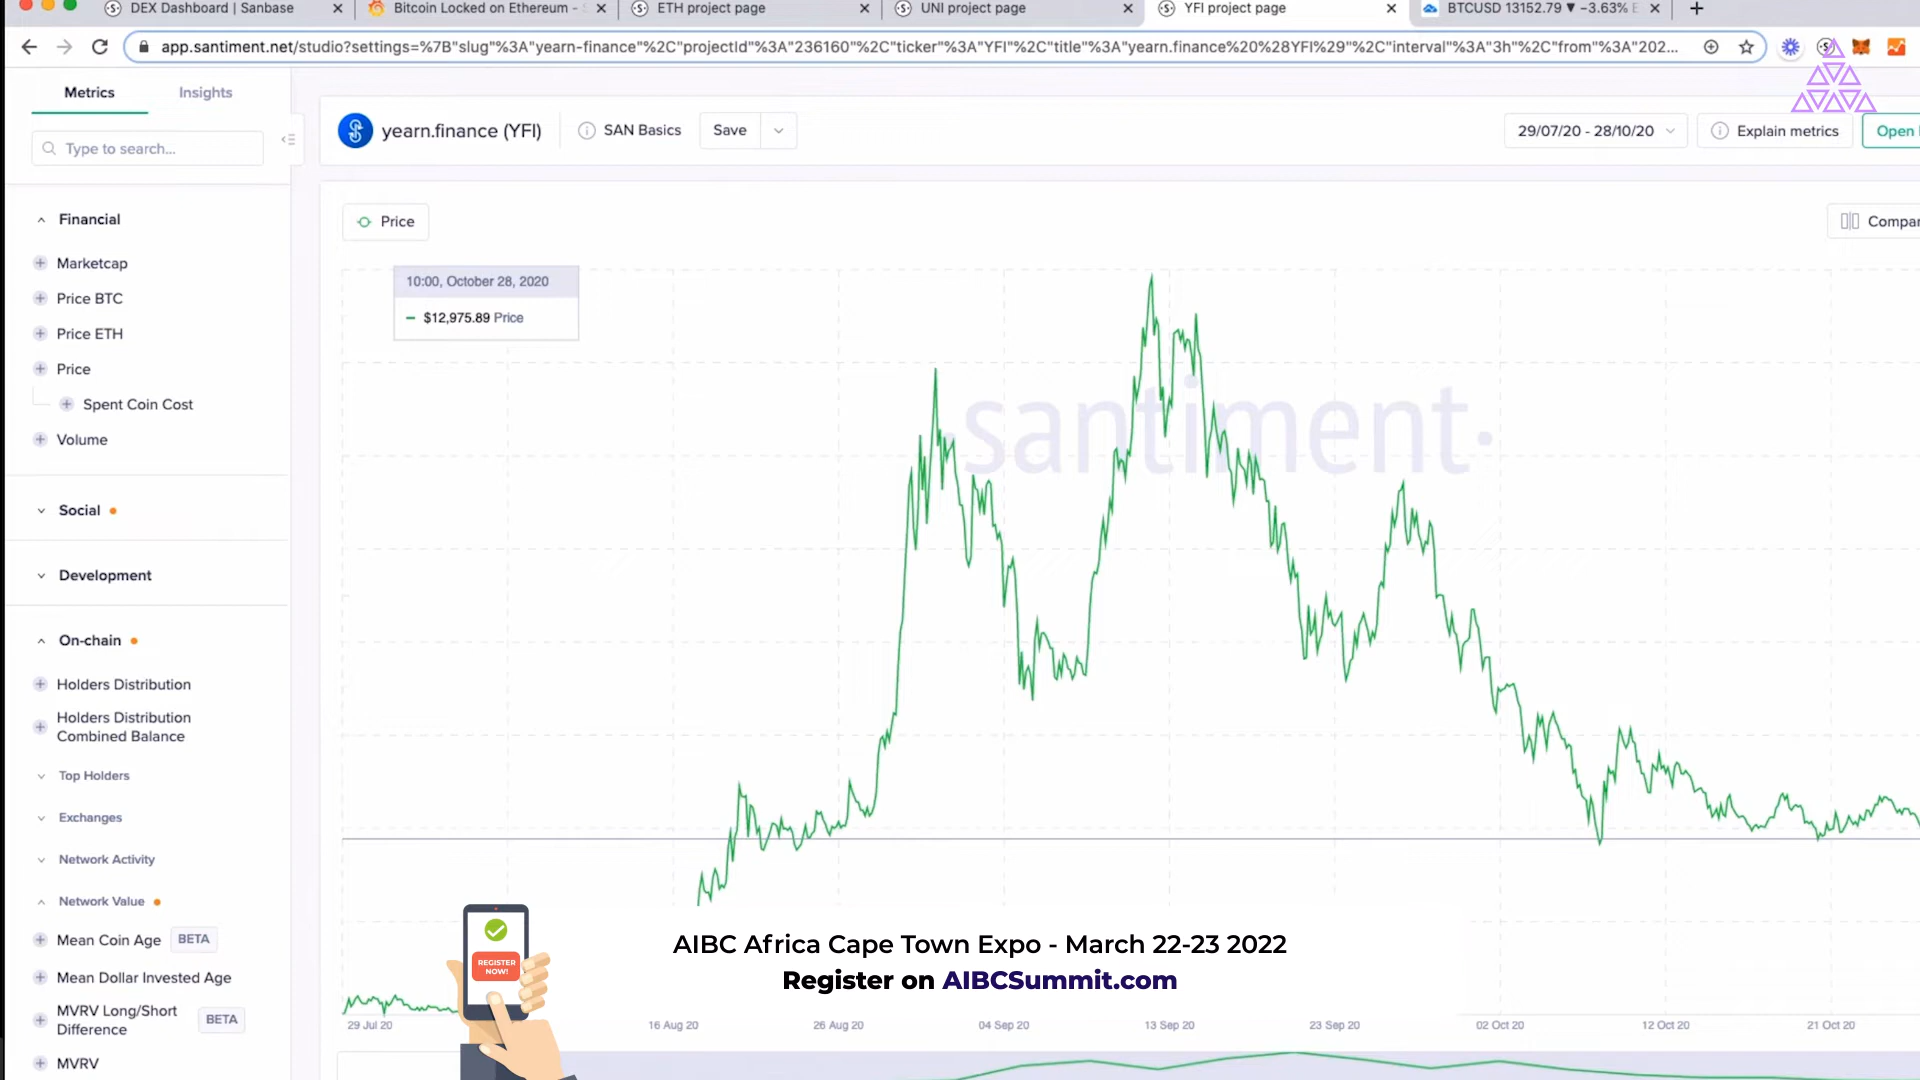 DEX Dashboard | Sanbase
Bitcoin Locked on Ethereum -
ETH project page
UNI project page
YFI project page
BTCUSD 13152.79 ▼ −3.63%
app.santiment.net/studio?settings=%7B"slug"%3A"yearn-finance"%2C"projectId"%3A"236160"%2C"ticker"%3A"YFI"%2C"title"%3A"yearn.finance%20%28YFI%29"%2C"interval"%3A"3h"%2C"from"%3A"202...
Metrics
Insights
Type to search...
Financial
Marketcap
Price BTC
Price ETH
Price
Spent Coin Cost
Volume
Social
Development
On-chain
Holders Distribution
Holders Distribution
Combined Balance
Top Holders
Exchanges
Network Activity
Network Value
Mean Coin Age BETA
Mean Dollar Invested Age
MVRV Long/Short
Difference BETA
MVRV
yearn.finance (YFI)
SAN Basics
Save
29/07/20 - 28/10/20
Explain metrics
Open
Price
Compar
10:00, October 28, 2020
$12,975.89 Price
santiment.
29 Jul 20
16 Aug 20
26 Aug 20
04 Sep 20
13 Sep 20
23 Sep 20
02 Oct 20
12 Oct 20
21 Oct 20
REGISTER
NOW!
AIBC Africa Cape Town Expo - March 22-23 2022
Register on AIBCSummit.com